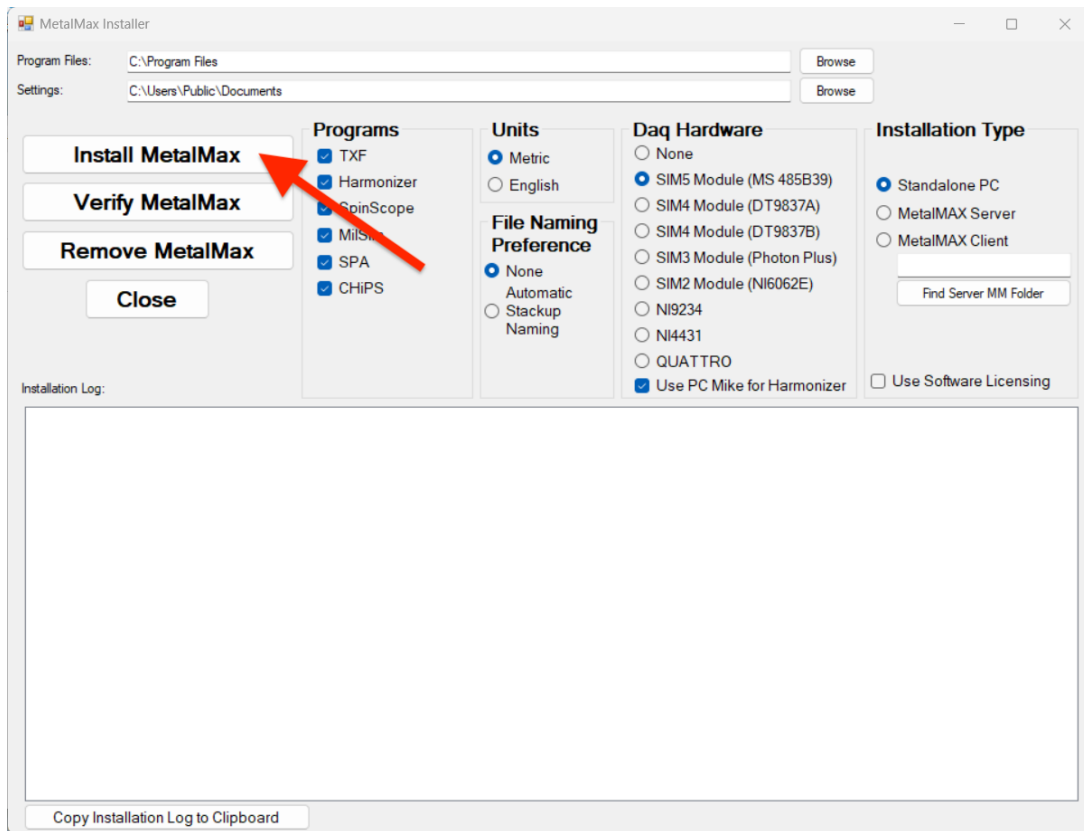 MetalMax Installer
Program Files:
C:\Program Files
Browse
Settings:
C:\Users\Public\Documents
Browse
Install MetalMax
Verify MetalMax
Remove MetalMax
Close
Programs
TXF
Harmonizer
SpinScope
SPA
CHiPS
Units
Metric
English
File Naming
Preference
None
Automatic
Stackup
Naming
Daq Hardware
None
SIM5 Module (MS 485B39)
SIM4 Module (DT9837A)
SIM4 Module (DT9837B)
SIM3 Module (Photon Plus)
SIM2 Module (NI6062E)
NI9234
NI4431
QUATTRO
Use PC Mike for Harmonizer
Installation Type
Standalone PC
MetalMAX Server
MetalMAX Client
Find Server MM Folder
Use Software Licensing
Installation Log:
Copy Installation Log to Clipboard